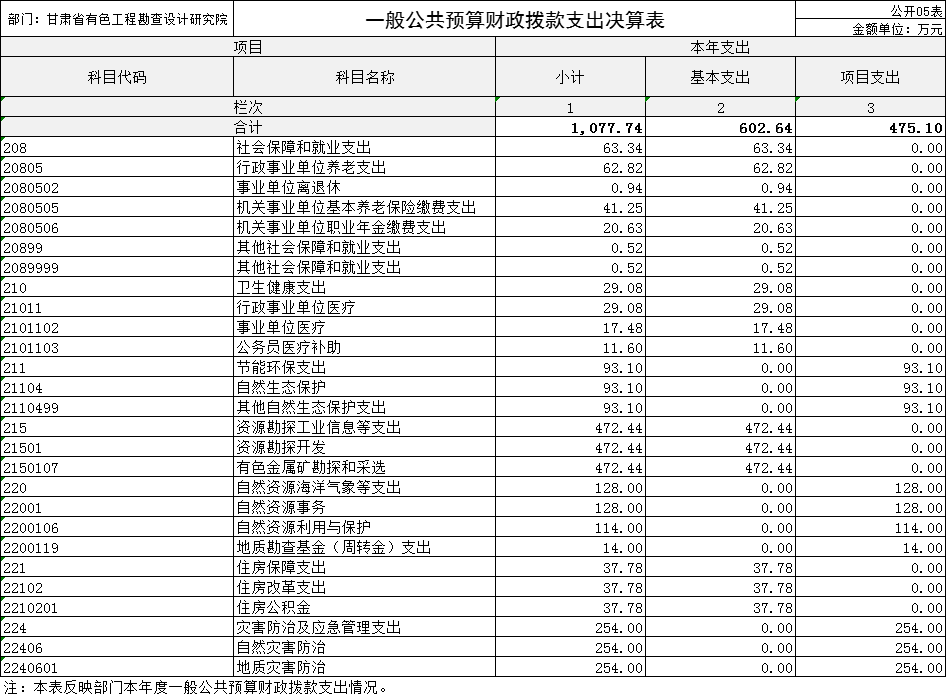 部门：甘肃省有色工程勘查设计研究院 一般公共预算财政拨款支出决算表 公开05表
金额单位：万元
项目 本年支出
科目代码 科目名称 小计 基本支出 项目支出
栏次 1 2 3
合计 1,077.74 602.64 475.10
208 社会保障和就业支出 63.34 63.34 0.00
20805 行政事业单位养老支出 62.82 62.82 0.00
2080502 事业单位离退休 0.94 0.94 0.00
2080505 机关事业单位基本养老保险缴费支出 41.25 41.25 0.00
2080506 机关事业单位职业年金缴费支出 20.63 20.63 0.00
20899 其他社会保障和就业支出 0.52 0.52 0.00
2089999 其他社会保障和就业支出 0.52 0.52 0.00
210 卫生健康支出 29.08 29.08 0.00
21011 行政事业单位医疗 29.08 29.08 0.00
2101102 事业单位医疗 17.48 17.48 0.00
2101103 公务员医疗补助 11.60 11.60 0.00
211 节能环保支出 93.10 0.00 93.10
21104 自然生态保护 93.10 0.00 93.10
2110499 其他自然生态保护支出 93.10 0.00 93.10
215 资源勘探工业信息等支出 472.44 472.44 0.00
21501 资源勘探开发 472.44 472.44 0.00
2150107 有色金属矿勘探和采选 472.44 472.44 0.00
220 自然资源海洋气象等支出 128.00 0.00 128.00
22001 自然资源事务 128.00 0.00 128.00
2200106 自然资源利用与保护 114.00 0.00 114.00
2200119 地质勘查基金（周转金）支出 14.00 0.00 14.00
221 住房保障支出 37.78 37.78 0.00
22102 住房改革支出 37.78 37.78 0.00
2210201 住房公积金 37.78 37.78 0.00
224 灾害防治及应急管理支出 254.00 0.00 254.00
22406 自然灾害防治 254.00 0.00 254.00
2240601 地质灾害防治 254.00 0.00 254.00
注：本表反映部门本年度一般公共预算财政拨款支出情况。